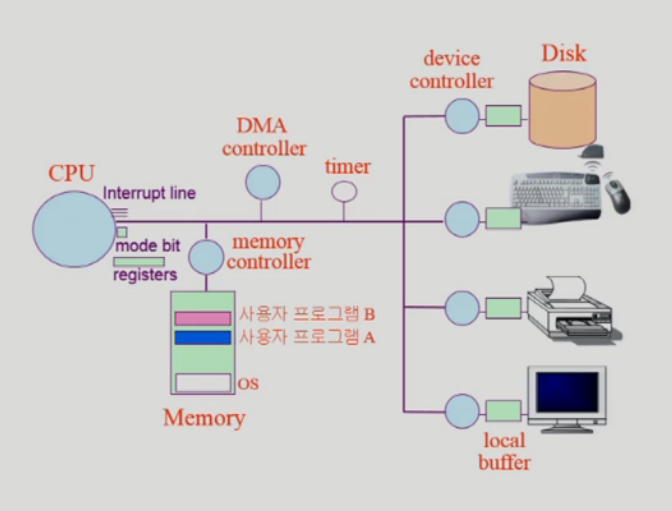 device
controller
Disk
DMA
controller
timer
CPU
Interrupt line
mode bit
registers
memory
controller
사용자 프로그램 B
사용자 프로그램 A
OS
Memory
local
buffer